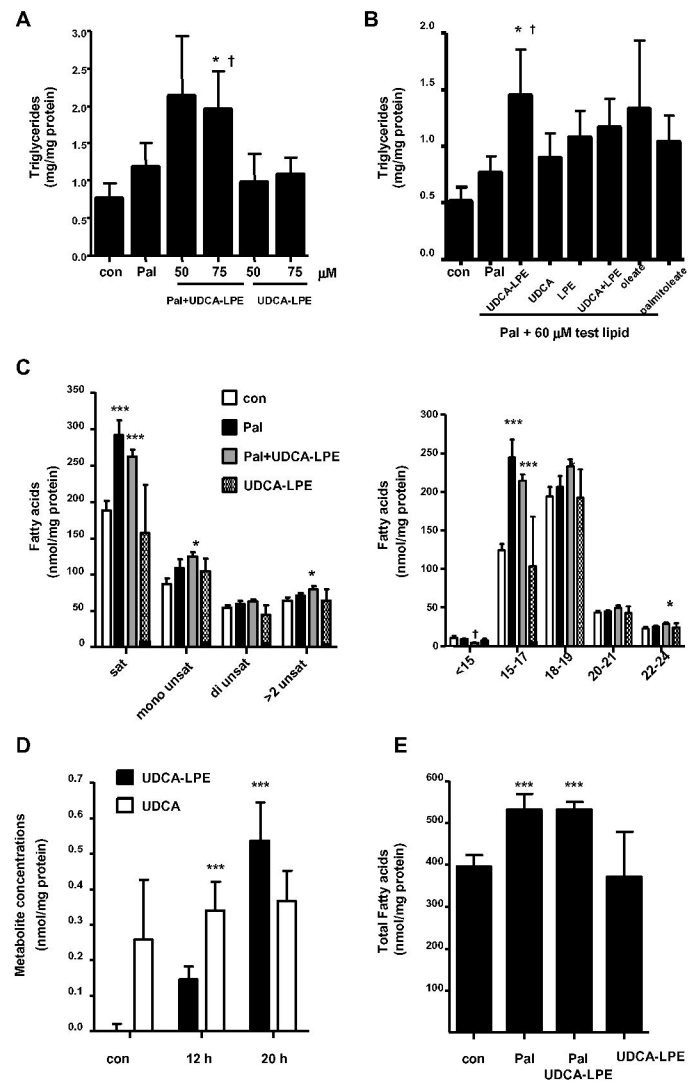 A
Triglycerides
(mg/mg protein)
3.0
2.5
2.0
1.5
1.0
0.5
0.0
* †
con Pal 50 75 50 75 µM
Pal+UDCA-LPE UDCA-LPE
B
Triglycerides
(mg/mg protein)
2.0
1.5
1.0
0.5
0.0
* †
con Pal UDCA-LPE UDCA LPE UDCA+LPE oleate palmitoleate
Pal + 60 µM test lipid
C
Fatty acids
(nmol/mg protein)
350
300
250
200
150
100
50
0
*** *** * *
con
Pal
Pal+UDCA-LPE
UDCA-LPE
sat mono unsat di unsat >2 unsat
Fatty acids
(nmol/mg protein)
300
250
200
150
100
50
0
† *** *** *
<15 15-17 18-19 20-21 22-24
D
Metabolite concentrations
(nmol/mg protein)
0.7
0.6
0.5
0.4
0.3
0.2
0.1
0.0
UDCA-LPE
UDCA
*** ***
con 12 h 20 h
E
Total Fatty acids
(nmol/mg protein)
600
500
400
300
200
100
*** ***
con Pal Pal UDCA-LPE
UDCA-LPE